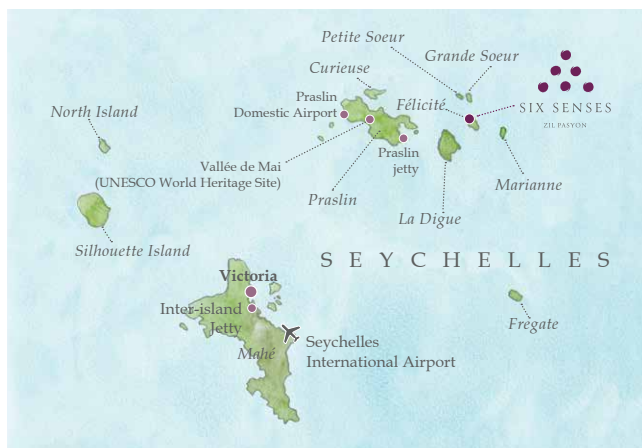 Petite Soeur
Grande Soeur
Curieuse
Praslin
Domestic Airport
Félicité
SIX SENSES
ZIL PASYON
North Island
Vallée de Mai
(UNESCO World Heritage Site)
Praslin
jetty
Marianne
Praslin
La Digue
Silhouette Island
SEYCHELLES
Victoria
Inter-island
Jetty
Mahé
Seychelles
International Airport
Fregate